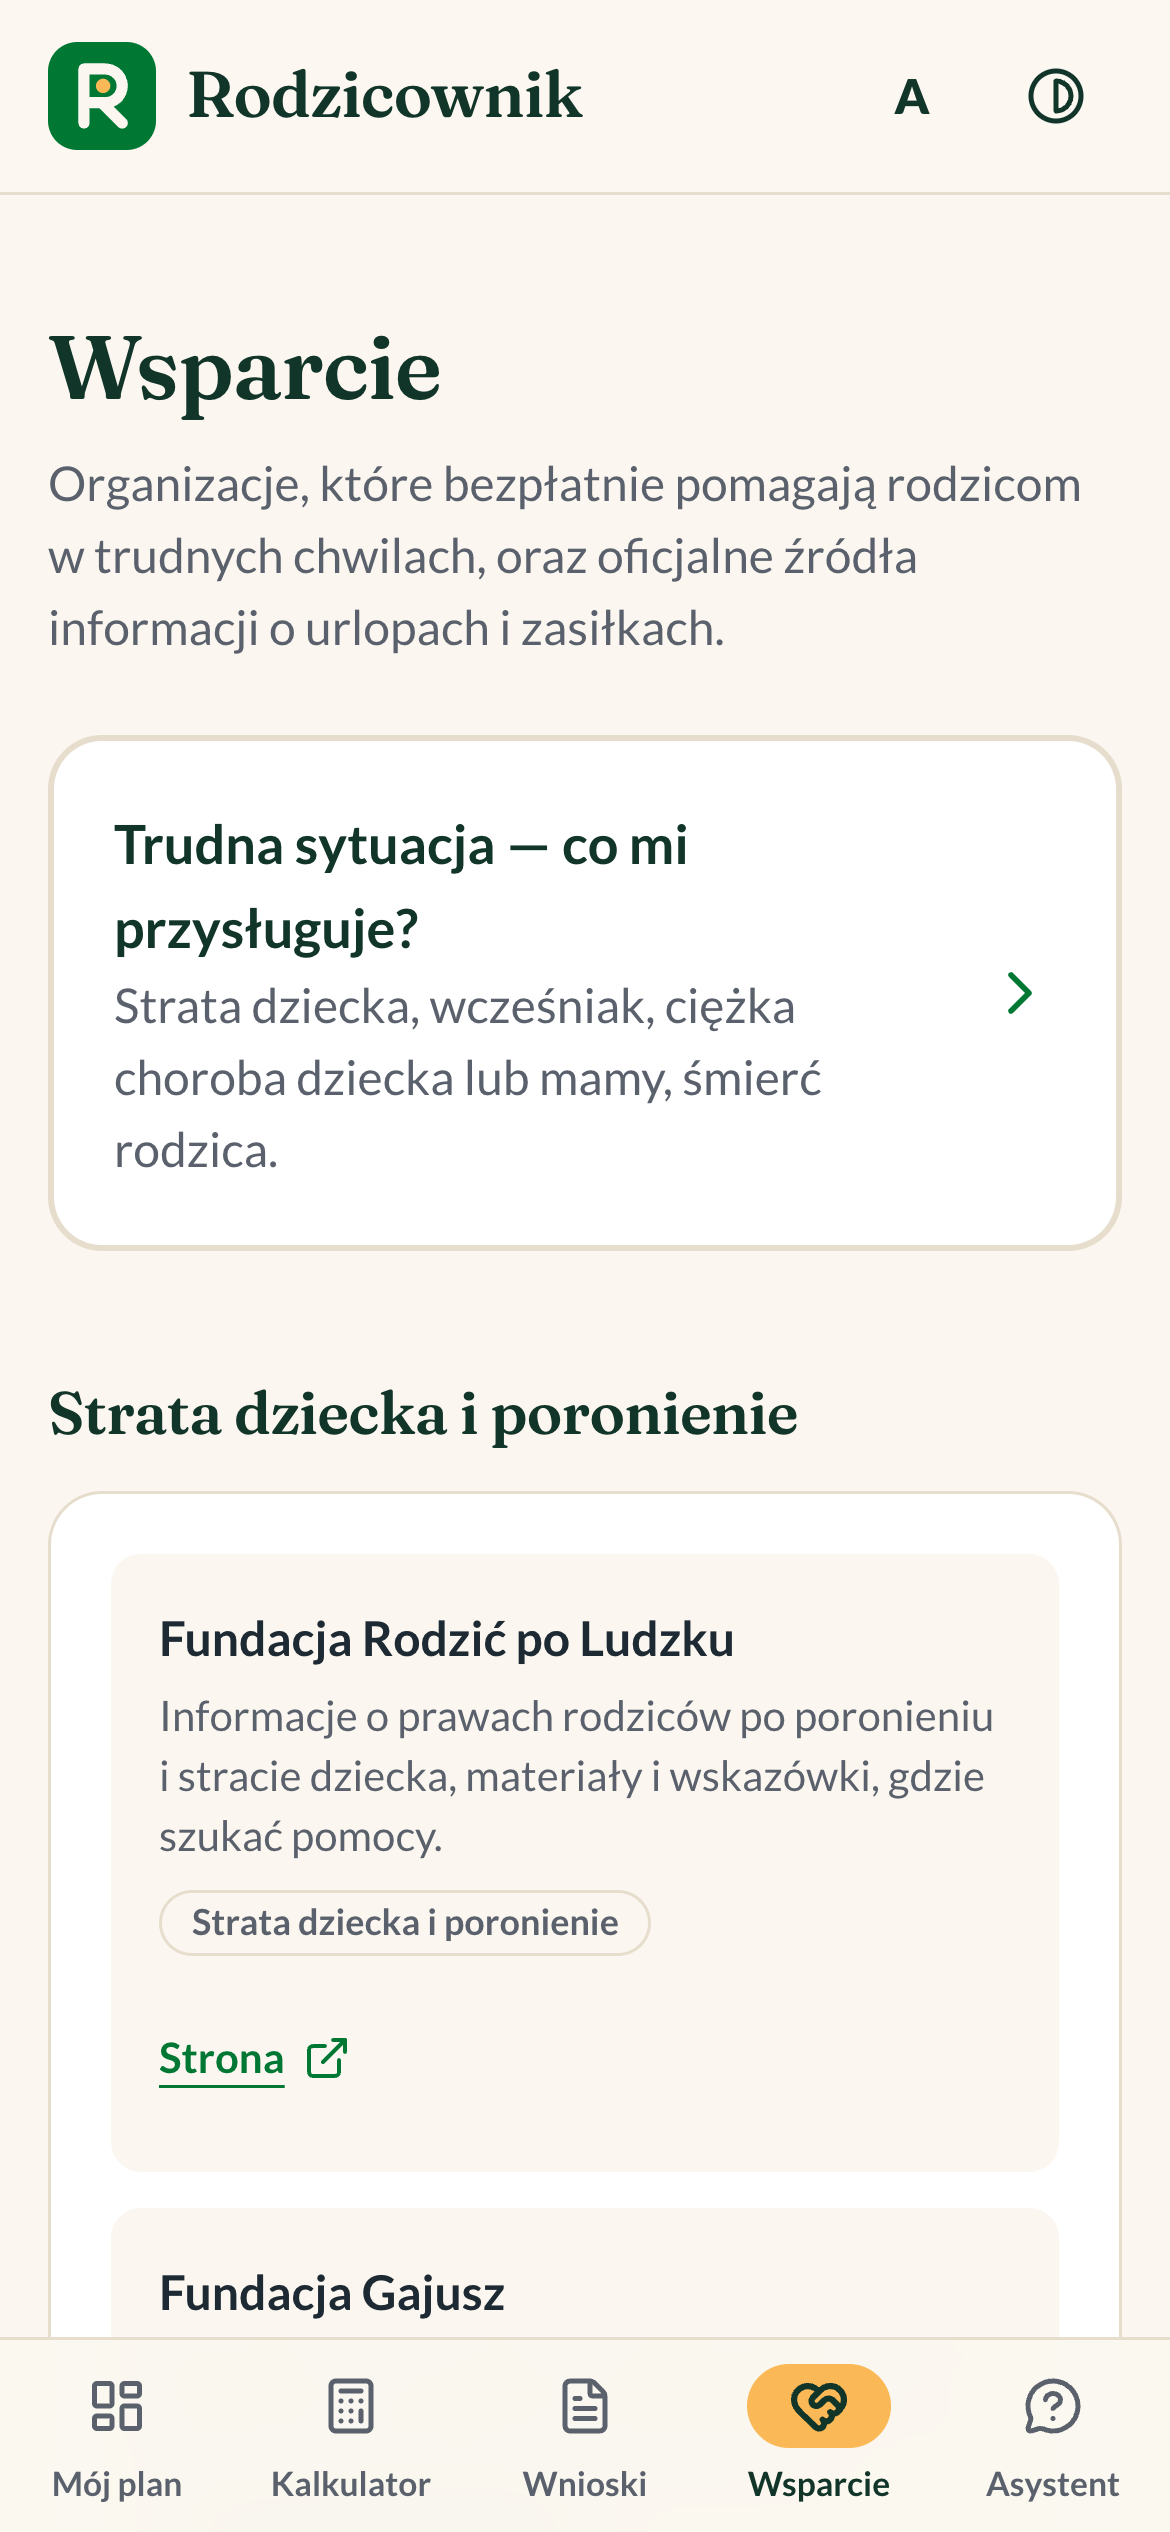 R Rodzicownik A
Wsparcie
Organizacje, które bezpłatnie pomagają rodzicom
w trudnych chwilach, oraz oficjalne źródła
informacji o urlopach i zasiłkach.
Trudna sytuacja — co mi
przysługuje?
Strata dziecka, wcześniak, ciężka
choroba dziecka lub mamy, śmierć
rodzica.
Strata dziecka i poronienie
Fundacja Rodzić po Ludzku
Informacje o prawach rodziców po poronieniu
i stracie dziecka, materiały i wskazówki, gdzie
szukać pomocy.
Strata dziecka i poronienie
Strona
Fundacja Gajusz
Mój plan Kalkulator Wnioski Wsparcie Asystent